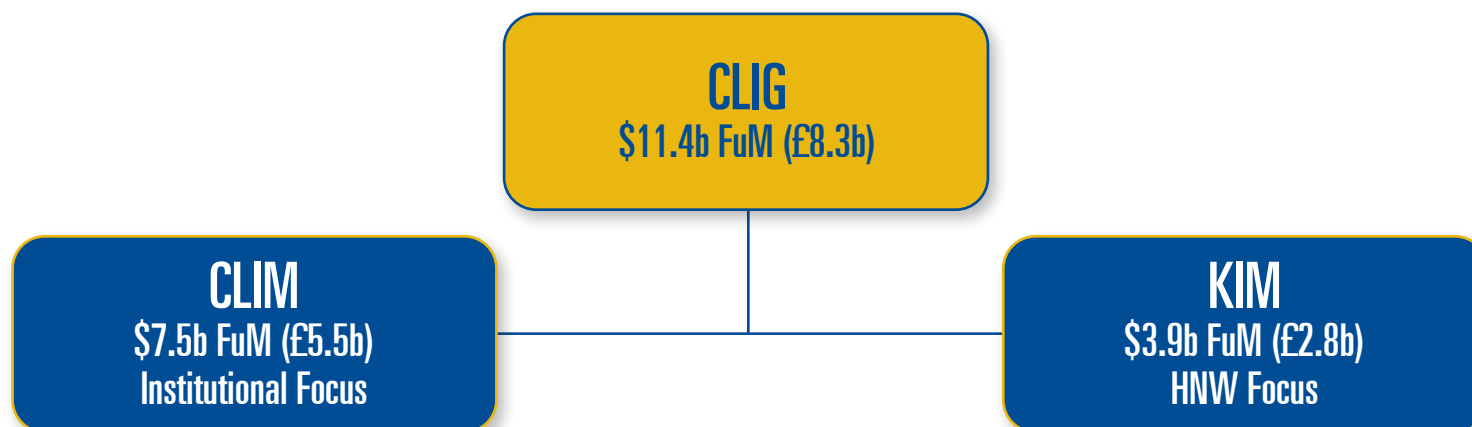 CLIG
$11.4b FuM (£8.3b)
CLIM
$7.5b FuM (£5.5b)
Institutional Focus
KIM
$3.9b FuM (£2.8b)
HNW Focus